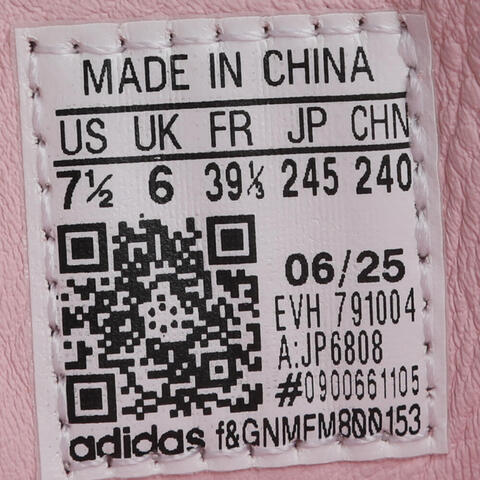 MADE IN CHINA
US UK FR JP CHN
7½ 6 39⅓ 245 240
06/25
EVH 791004
A:JP6808
#0900661105
adidas f&GNMFM800153